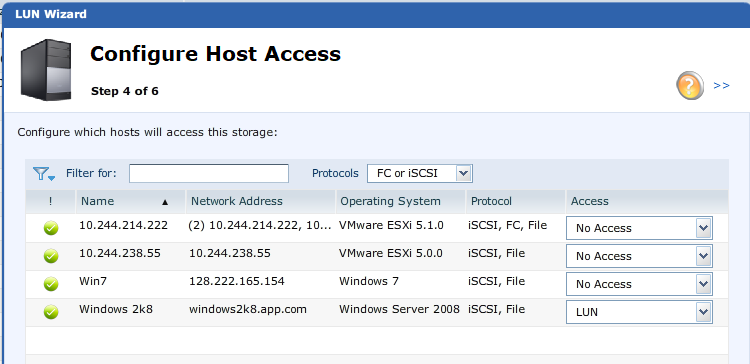 LUN Wizard
Configure Host Access
Step 4 of 6
? >>
Configure which hosts will access this storage:
Filter for: Protocols FC or iSCSI
! Name Network Address Operating System Protocol Access
10.244.214.222 (2) 10.244.214.222, 10... VMware ESXi 5.1.0 iSCSI, FC, File No Access
10.244.238.55 10.244.238.55 VMware ESXi 5.0.0 iSCSI, File No Access
Win7 128.222.165.154 Windows 7 iSCSI, File No Access
Windows 2k8 windows2k8.app.com Windows Server 2008 iSCSI, File LUN